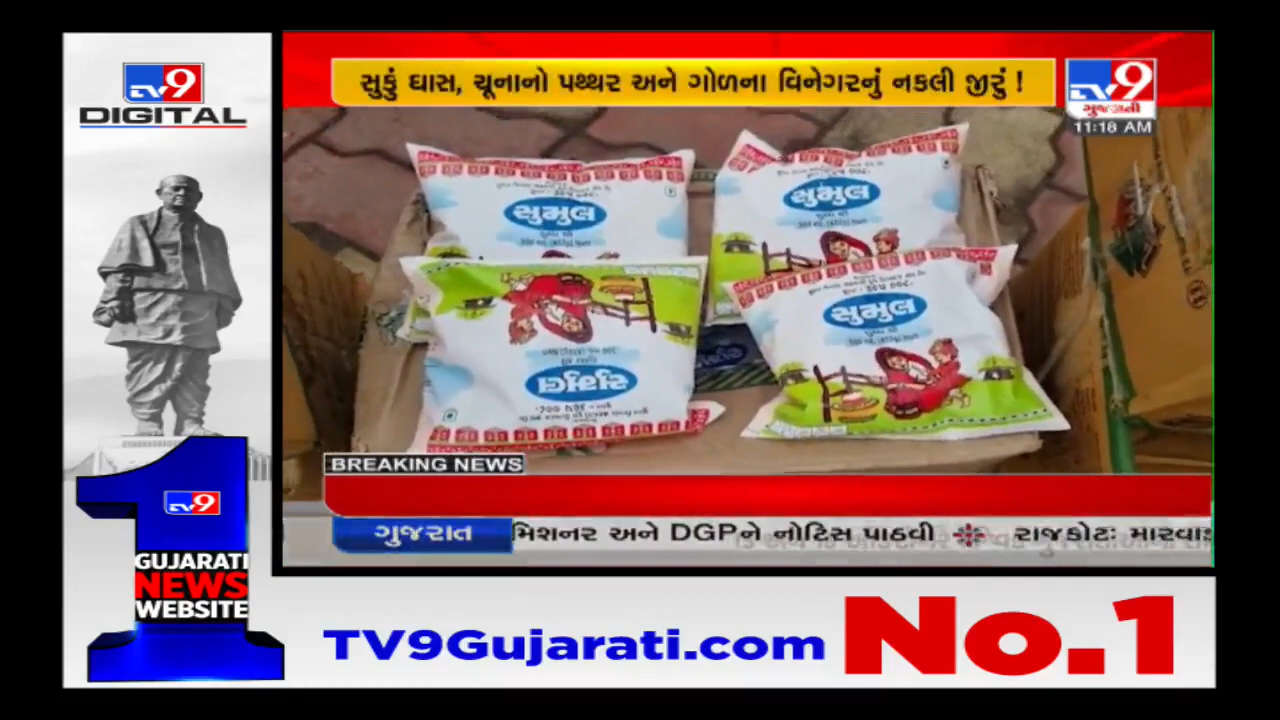 TV9
DIGITAL
સુકું ઘાસ, ચૂનાનો પથ્થર અને ગોળના વિનેગરનું નકલી જીરું !
TV9
ગુજરાતી
11:18 AM
સુમુલ
સુમુલ
સુમુલ
સુમુલ
BREAKING NEWS
ગુજરાત
મિશનર અને DGPને નોટિસ પાઠવી
રાજકોટઃ મારવાડ
TV9
1
GUJARATI
NEWS
WEBSITE
TV9Gujarati.com
No.1